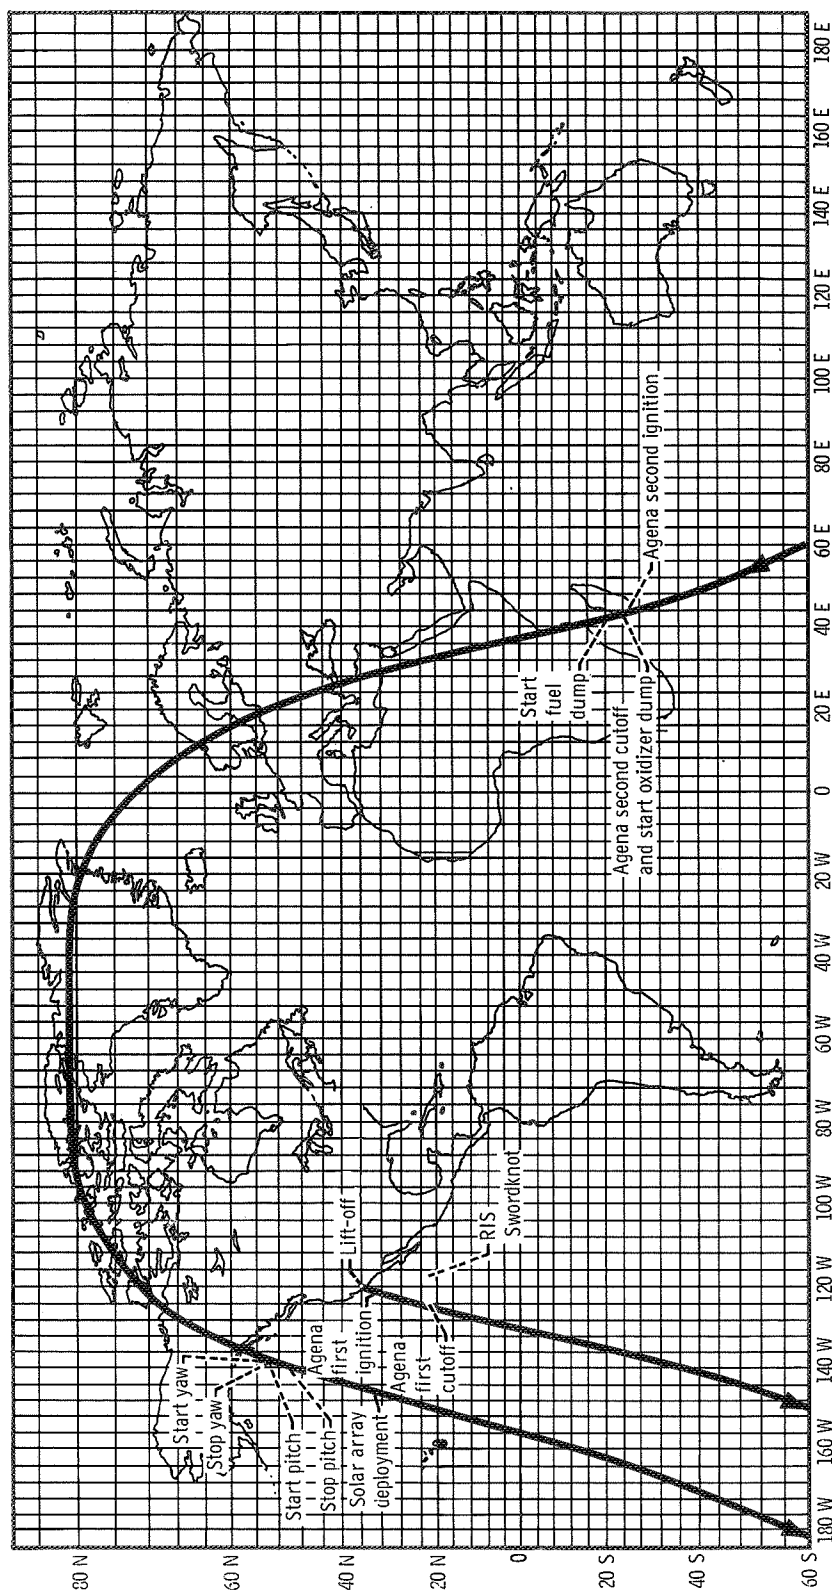 80 N
60 N
40 N
20 N
0
20 S
40 S
60 S
180 W
160 W
140 W
120 W
100 W
80 W
60 W
40 W
20 W
0
20 E
40 E
60 E
80 E
100 E
120 E
140 E
160 E
180 E
Start yaw
Stop yaw
Start pitch
Stop pitch
Solar array
deployment
Agena
first
ignition
Agena
first
cutoff
Lift-off
RIS
Swordknot
Start
fuel
dump
Agena second cutoff
and start oxidizer dump
Agena second ignition